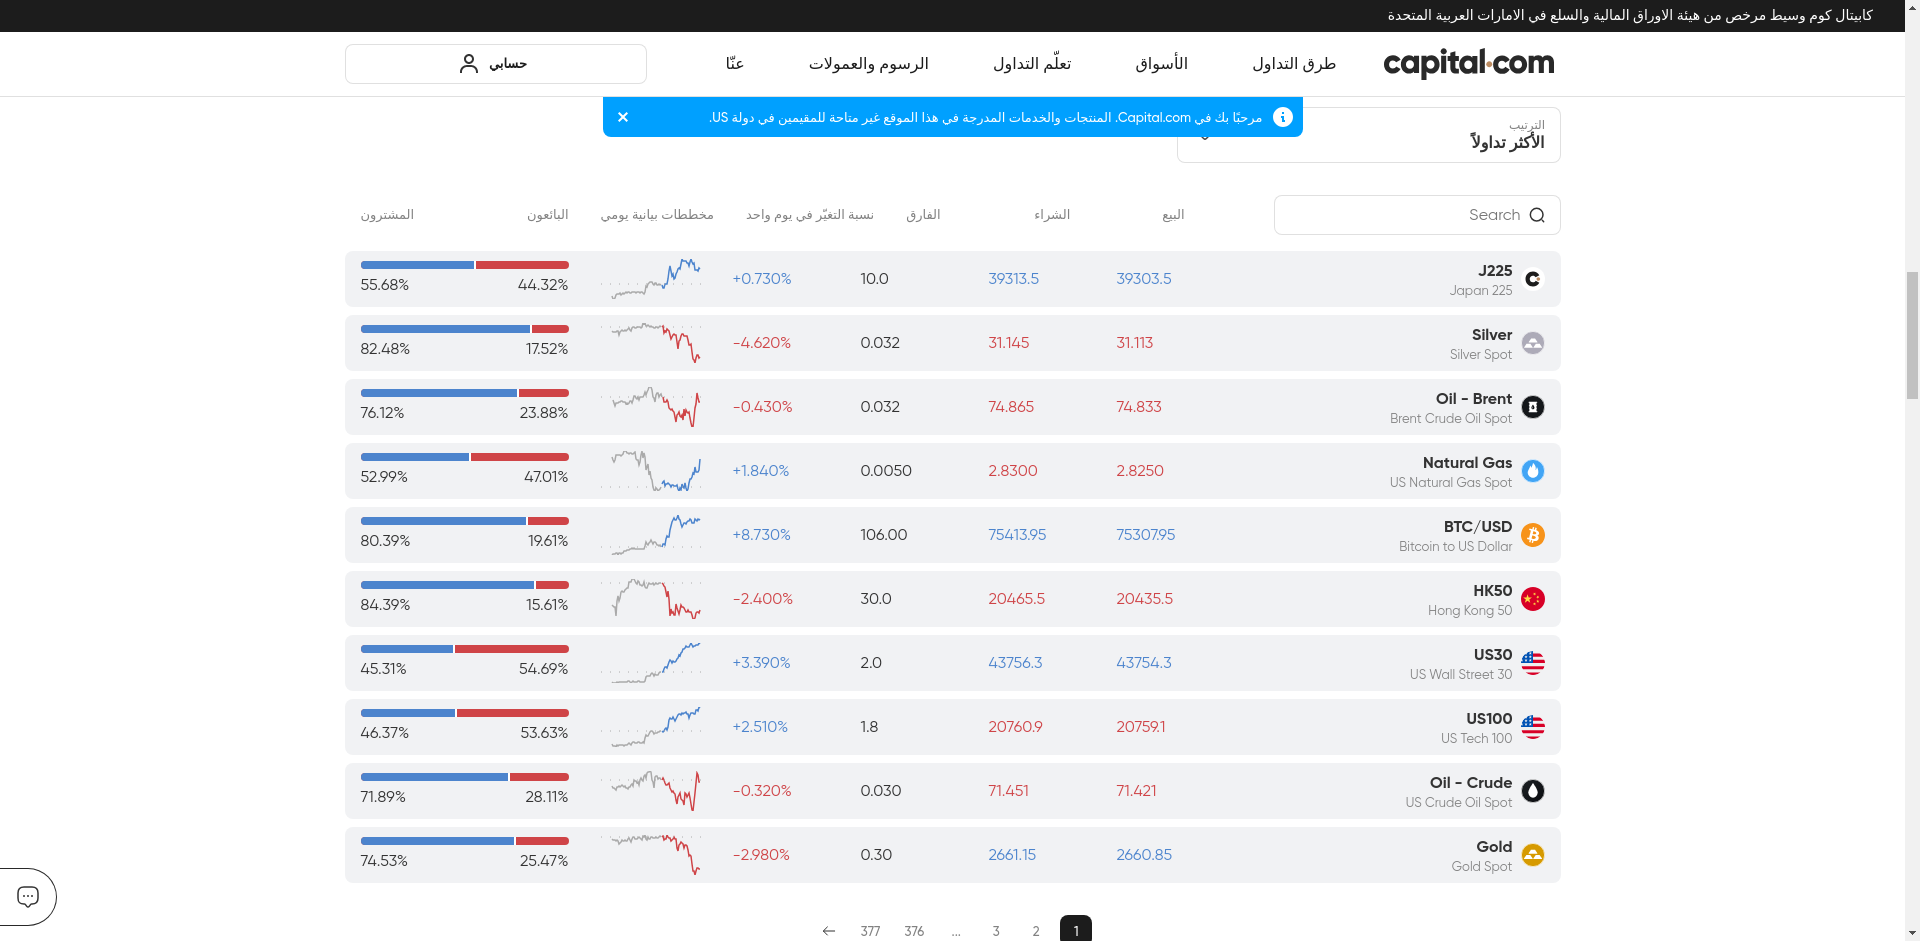 كابيتال كوم وسيط مرخص من هيئة الاوراق المالية والسلع في الامارات العربية المتحدة
capital.com
طرق التداول
الأسواق
تعلّم التداول
الرسوم والعمولات
عنّا
حسابي
مرحبًا بك في Capital.com. المنتجات والخدمات المدرجة في هذا الموقع غير متاحة للمقيمين في دولة US.
الترتيب
الأكثر تداولاً
Search
البيع
الشراء
الفارق
نسبة التغيّر في يوم واحد
مخططات بيانية يومي
البائعون
المشترون
J225
Japan 225
39303.5
39313.5
10.0
+0.730%
44.32%
55.68%
Silver
Silver Spot
31.113
31.145
0.032
-4.620%
17.52%
82.48%
Oil - Brent
Brent Crude Oil Spot
74.833
74.865
0.032
-0.430%
23.88%
76.12%
Natural Gas
US Natural Gas Spot
2.8250
2.8300
0.0050
+1.840%
47.01%
52.99%
BTC/USD
Bitcoin to US Dollar
75307.95
75413.95
106.00
+8.730%
19.61%
80.39%
HK50
Hong Kong 50
20435.5
20465.5
30.0
-2.400%
15.61%
84.39%
US30
US Wall Street 30
43754.3
43756.3
2.0
+3.390%
54.69%
45.31%
US100
US Tech 100
20759.1
20760.9
1.8
+2.510%
53.63%
46.37%
Oil - Crude
US Crude Oil Spot
71.421
71.451
0.030
-0.320%
28.11%
71.89%
Gold
Gold Spot
2660.85
2661.15
0.30
-2.980%
25.47%
74.53%
1
2
3
...
376
377